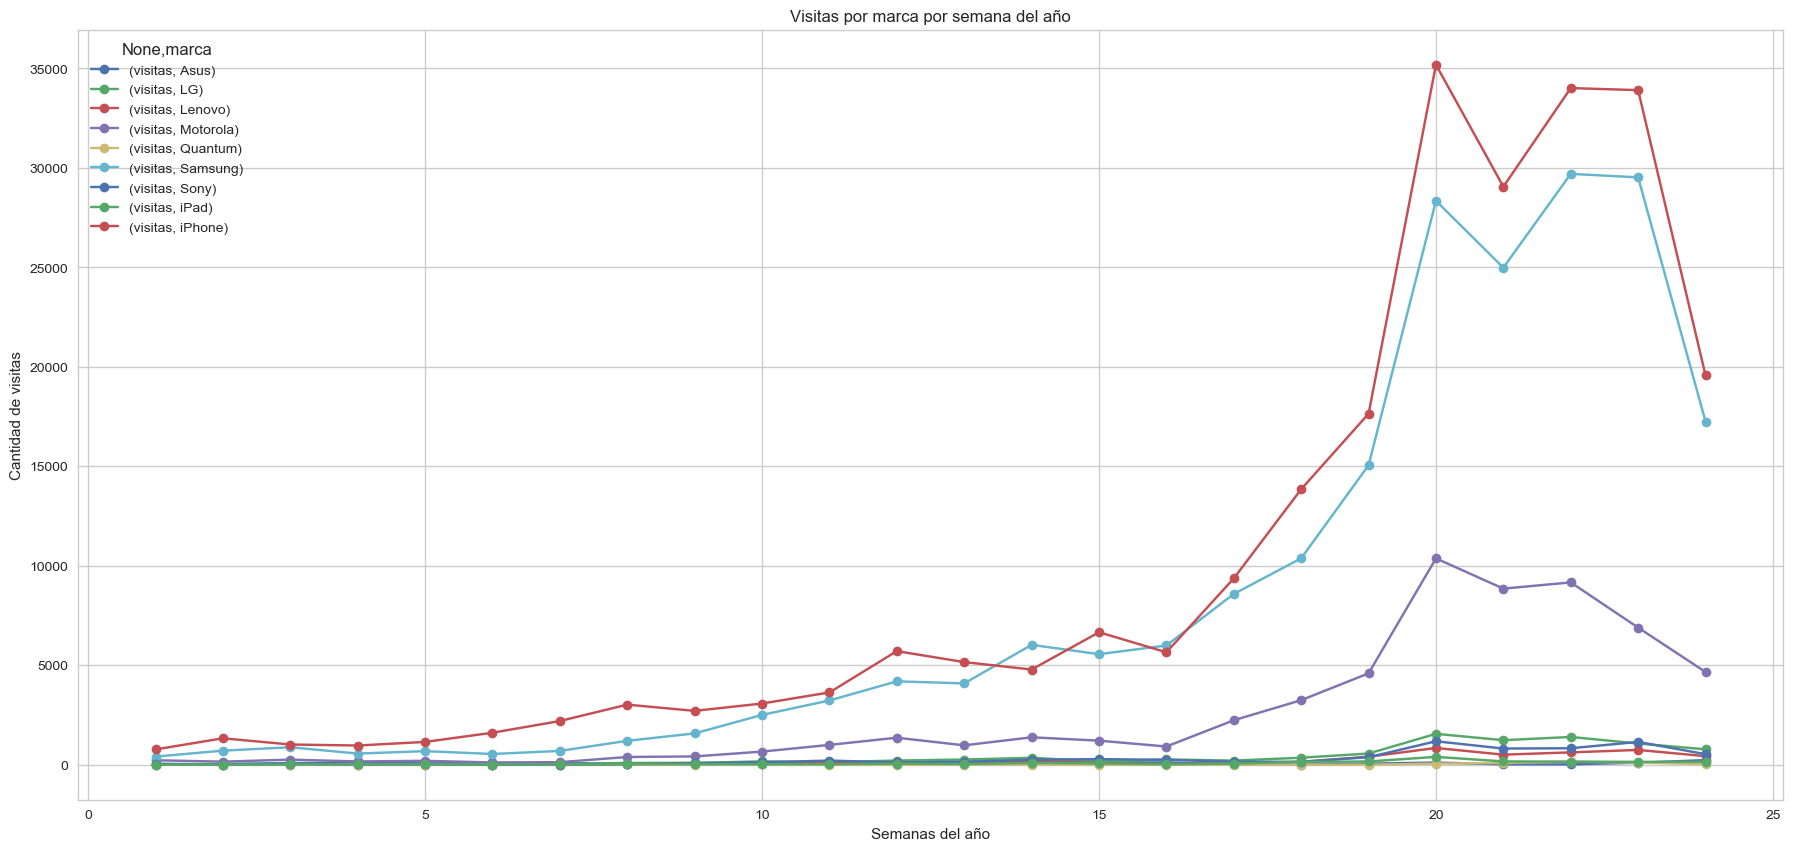 Visitas por marca por semana del año
None,marca
(visitas, Asus)
(visitas, LG)
(visitas, Lenovo)
(visitas, Motorola)
(visitas, Quantum)
(visitas, Samsung)
(visitas, Sony)
(visitas, iPad)
(visitas, iPhone)
Cantidad de visitas
35000
30000
25000
20000
15000
10000
5000
0
0 5 10 15 20 25
Semanas del año